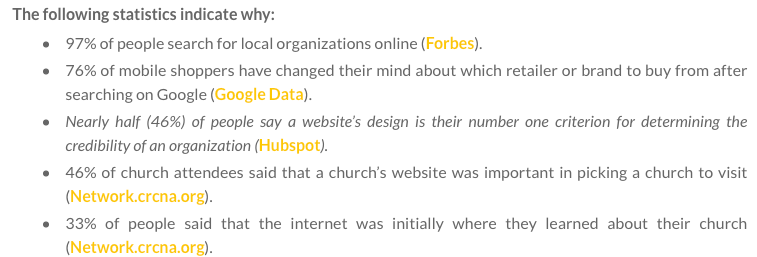 The following statistics indicate why:
• 97% of people search for local organizations online (Forbes).
• 76% of mobile shoppers have changed their mind about which retailer or brand to buy from after
searching on Google (Google Data).
• Nearly half (46%) of people say a website’s design is their number one criterion for determining the
credibility of an organization (Hubspot).
• 46% of church attendees said that a church’s website was important in picking a church to visit
(Network.crcna.org).
• 33% of people said that the internet was initially where they learned about their church
(Network.crcna.org).